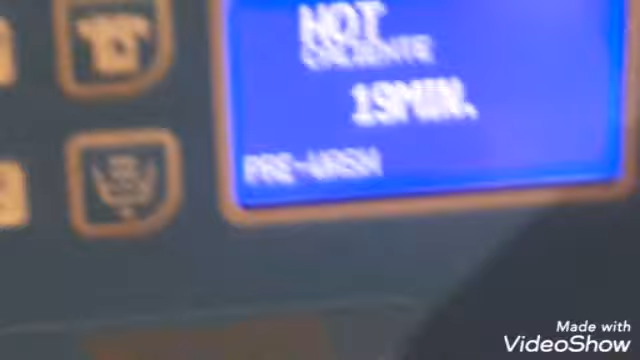 HOT
CALIENTE
19MIN.
PRE-WASH
Made with
VideoShow